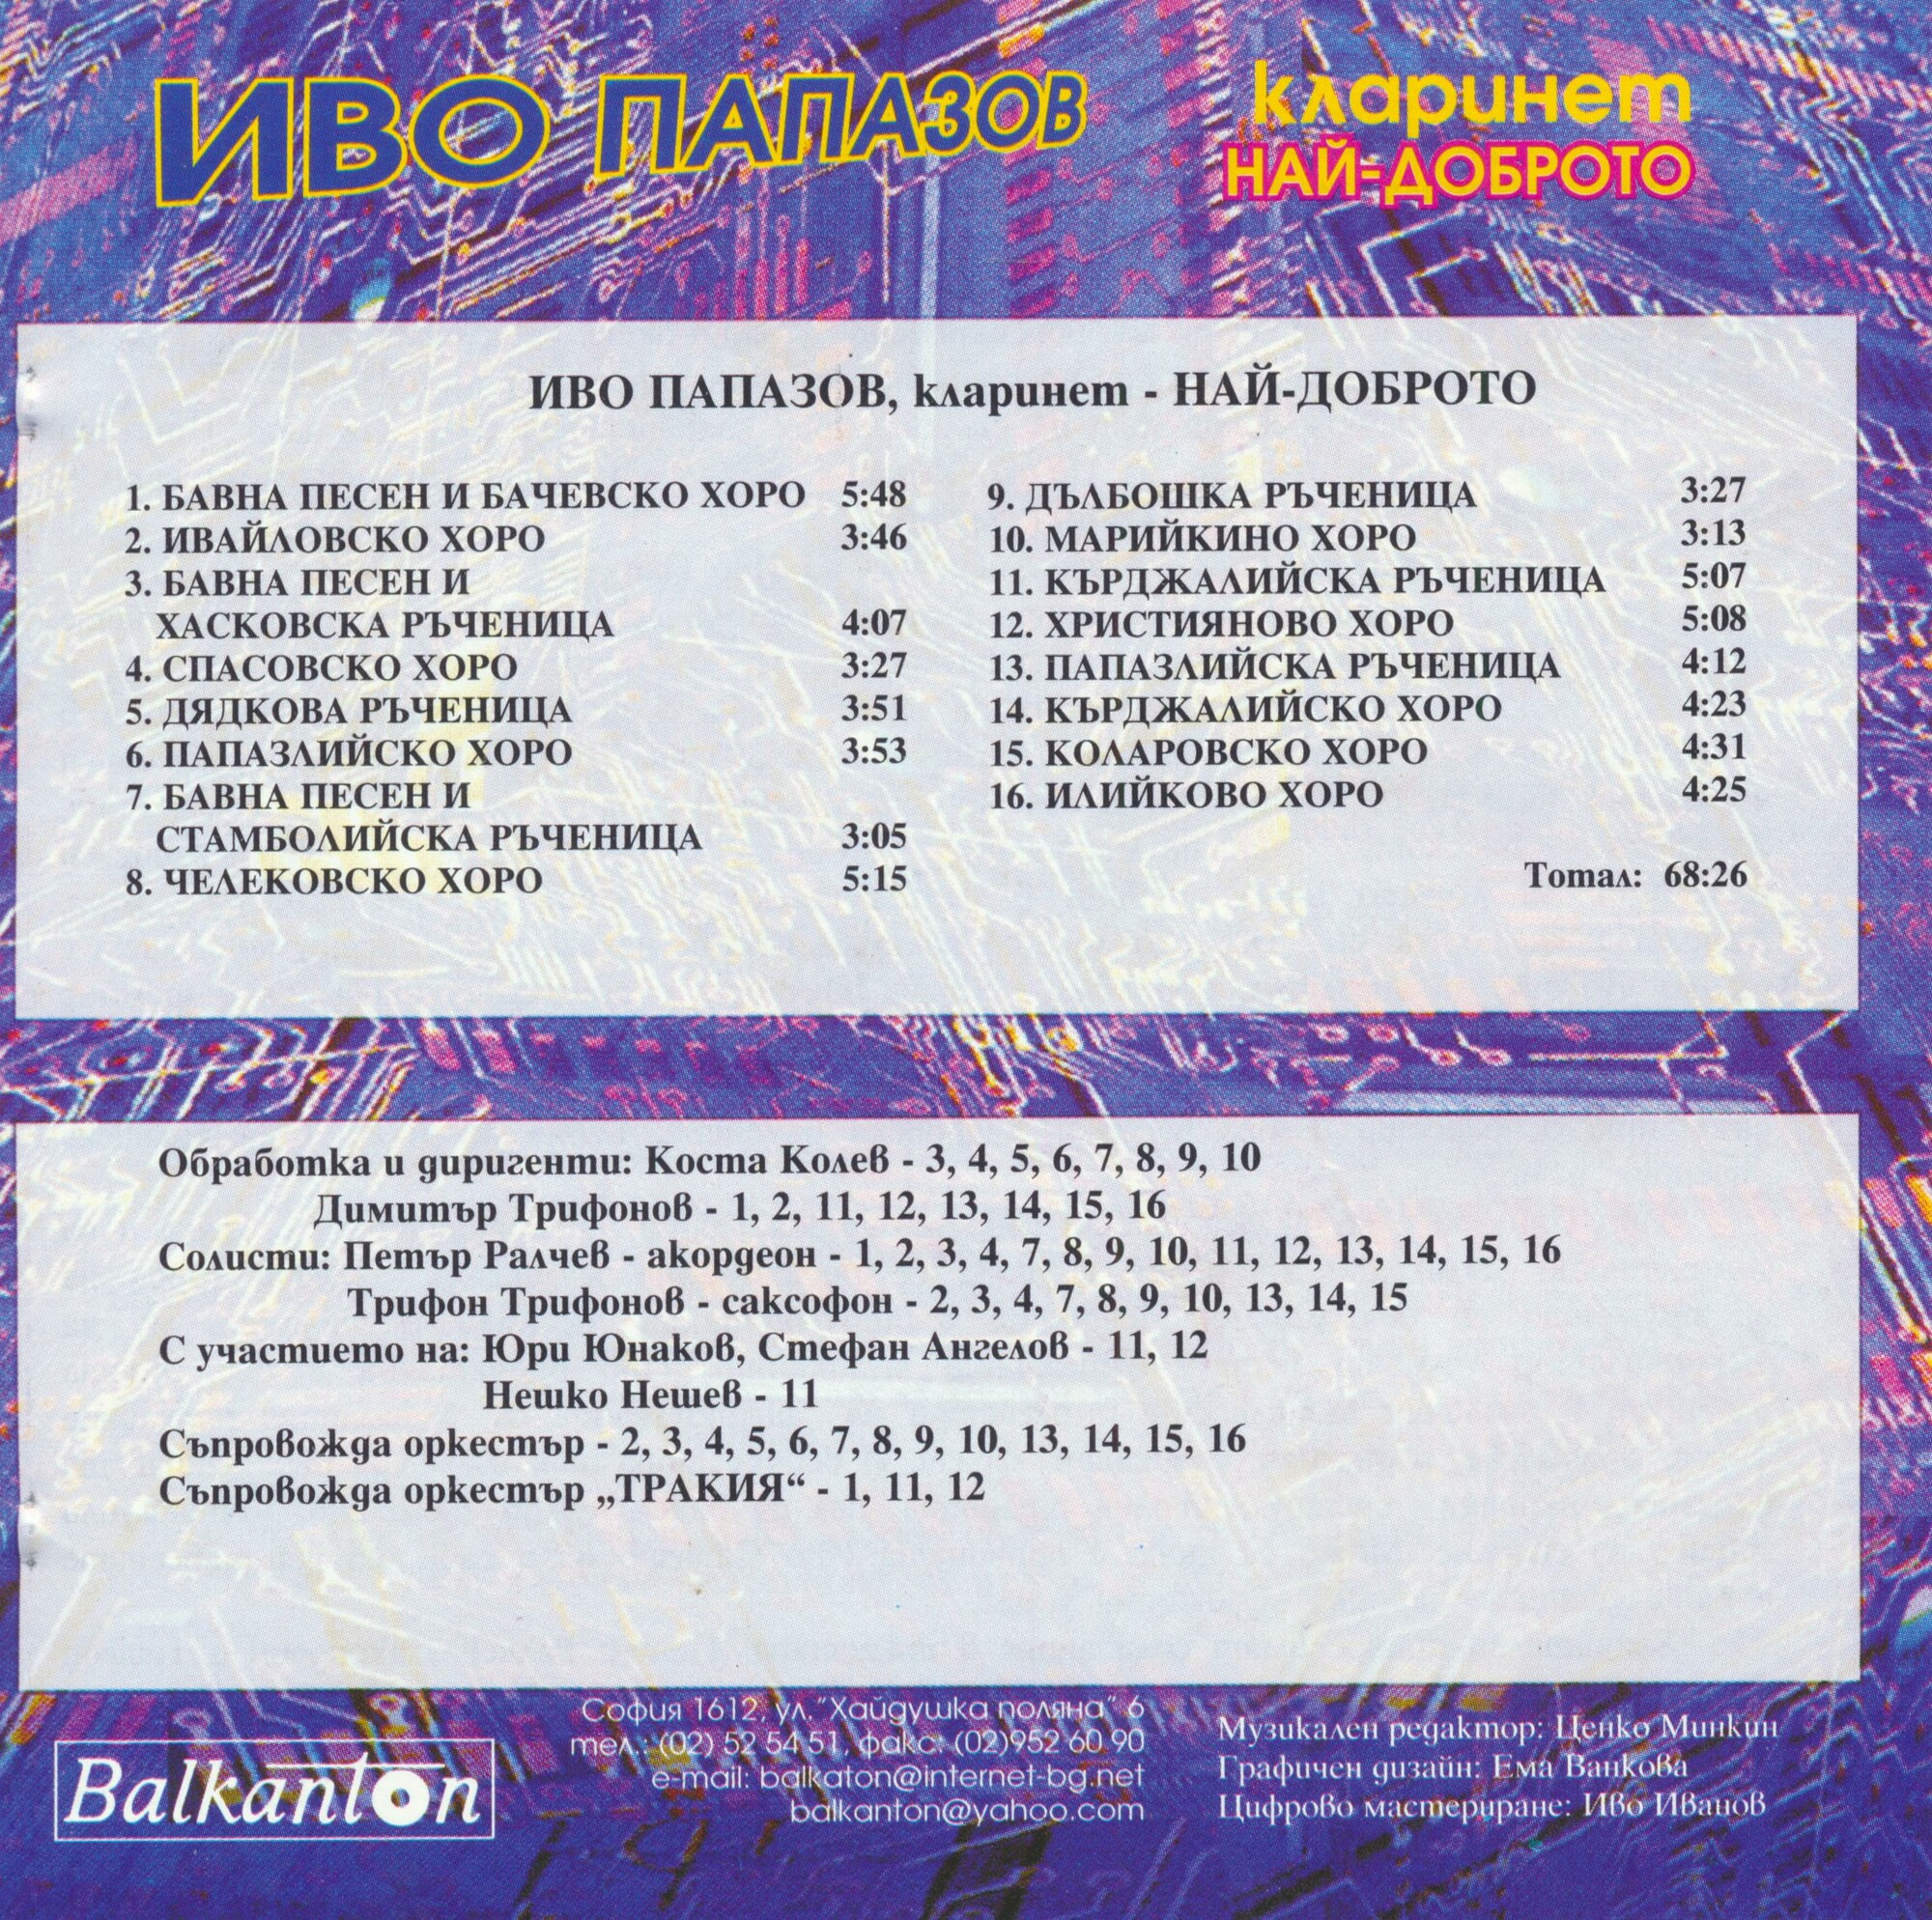 ИВО ПАПАЗОВ
кларинет
НАЙ-ДОБРОТО
ИВО ПАПАЗОВ, кларинет - НАЙ-ДОБРОТО
1. БАВНА ПЕСЕН И БАЧЕВСКО ХОРО 5:48
2. ИВАЙЛОВСКО ХОРО 3:46
3. БАВНА ПЕСЕН И
ХАСКОВСКА РЪЧЕНИЦА 4:07
4. СПАСОВСКО ХОРО 3:27
5. ДЯДКОВА РЪЧЕНИЦА 3:51
6. ПАПАЗЛИЙСКО ХОРО 3:53
7. БАВНА ПЕСЕН И
СТАМБОЛИЙСКА РЪЧЕНИЦА 3:05
8. ЧЕЛЕКОВСКО ХОРО 5:15
9. ДЪЛБОШКА РЪЧЕНИЦА 3:27
10. МАРИЙКИНО ХОРО 3:13
11. КЪРДЖАЛИЙСКА РЪЧЕНИЦА 5:07
12. ХРИСТИЯНОВО ХОРО 5:08
13. ПАПАЗЛИЙСКА РЪЧЕНИЦА 4:12
14. КЪРДЖАЛИЙСКО ХОРО 4:23
15. КОЛАРОВСКО ХОРО 4:31
16. ИЛИЙКОВО ХОРО 4:25
Тотал: 68:26
Обработка и диригенти: Коста Колев - 3, 4, 5, 6, 7, 8, 9, 10
Димитър Трифонов - 1, 2, 11, 12, 13, 14, 15, 16
Солисти: Петър Ралчев - акордеон - 1, 2, 3, 4, 7, 8, 9, 10, 11, 12, 13, 14, 15, 16
Трифон Трифонов - саксофон - 2, 3, 4, 7, 8, 9, 10, 13, 14, 15
С участието на: Юри Юнаков, Стефан Ангелов - 11, 12
Нешко Нешев - 11
Съпровожда оркестър - 2, 3, 4, 5, 6, 7, 8, 9, 10, 13, 14, 15, 16
Съпровожда оркестър „ТРАКИЯ“ - 1, 11, 12
Balkanton
София 1612, ул."Хайдушка поляна" 6
тел.: (02) 52 54 51, факс: (02)952 60 90
e-mail: balkaton@internet-bg.net
balkanton@yahoo.com
Музикален редактор: Ценко Минкин
Графичен дизайн: Ема Ванкова
Цифрово мастериране: Иво Иванов